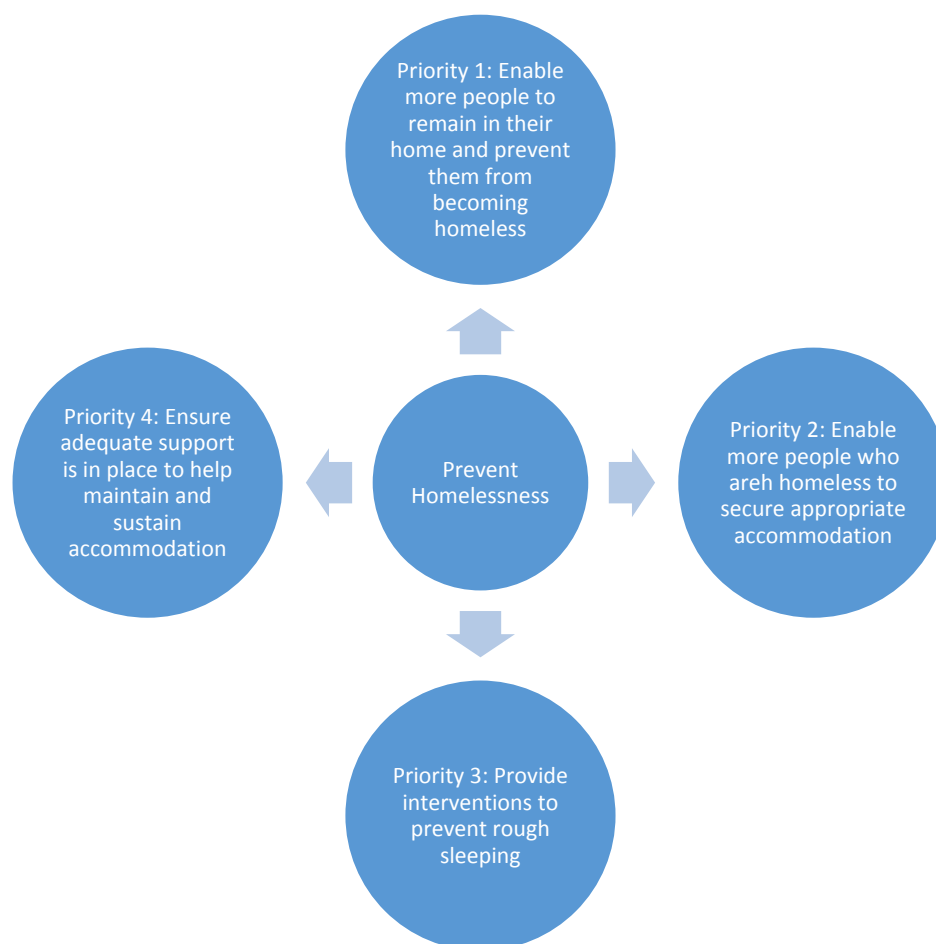 Priority 1: Enable
more people to
remain in their
home and prevent
them from
becoming
homeless
Priority 4: Ensure
adequate support
is in place to help
maintain and
sustain
accommodation
Prevent
Homelessness
Priority 2: Enable
more people who
areh homeless to
secure appropriate
accommodation
Priority 3: Provide
interventions to
prevent rough
sleeping